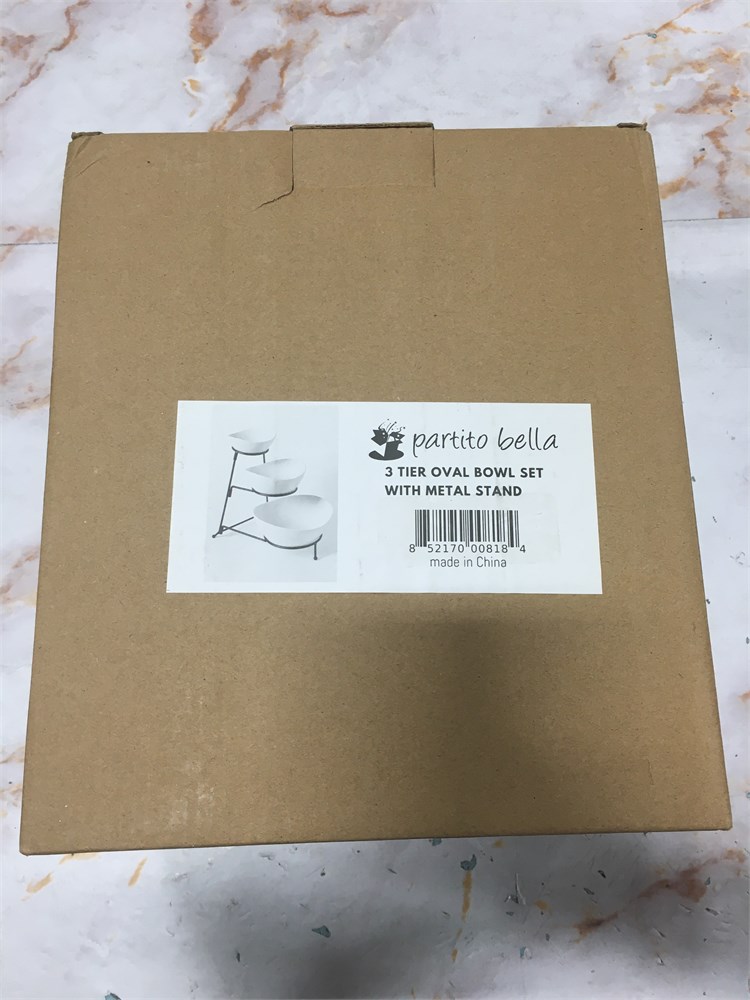 partito bella
3 TIER OVAL BOWL SET
WITH METAL STAND
8 52170 00818 4
made in China